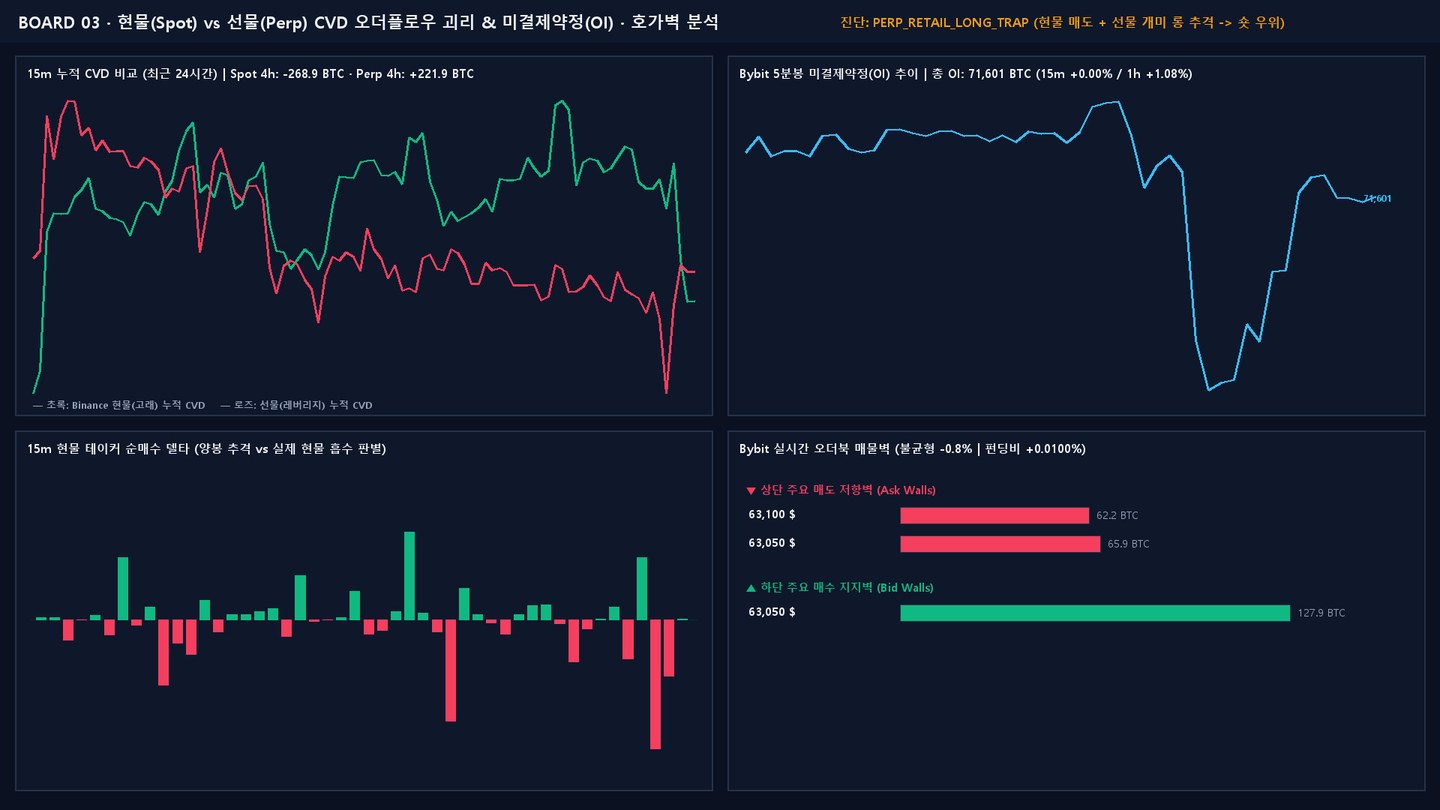 BOARD 03 · 현물(Spot) vs 선물(Perp) CVD 오더플로우 괴리 & 미결제약정(OI) · 호가벽 분석
진단: PERP_RETAIL_LONG_TRAP (현물 매도 + 선물 개미 롱 추격 -> 숏 우위)
15m 누적 CVD 비교 (최근 24시간) | Spot 4h: -268.9 BTC · Perp 4h: +221.9 BTC
— 초록: Binance 현물(고래) 누적 CVD — 로즈: 선물(레버리지) 누적 CVD
Bybit 5분봉 미결제약정(OI) 추이 | 총 OI: 71,601 BTC (15m +0.00% / 1h +1.08%)
71,601
15m 현물 테이커 순매수 델타 (양봉 추격 vs 실제 현물 흡수 판별)
Bybit 실시간 오더북 매물벽 (불균형 -0.8% | 펀딩비 +0.0100%)
▼ 상단 주요 매도 저항벽 (Ask Walls)
63,100 $ 62.2 BTC
63,050 $ 65.9 BTC
▲ 하단 주요 매수 지지벽 (Bid Walls)
63,050 $ 127.9 BTC